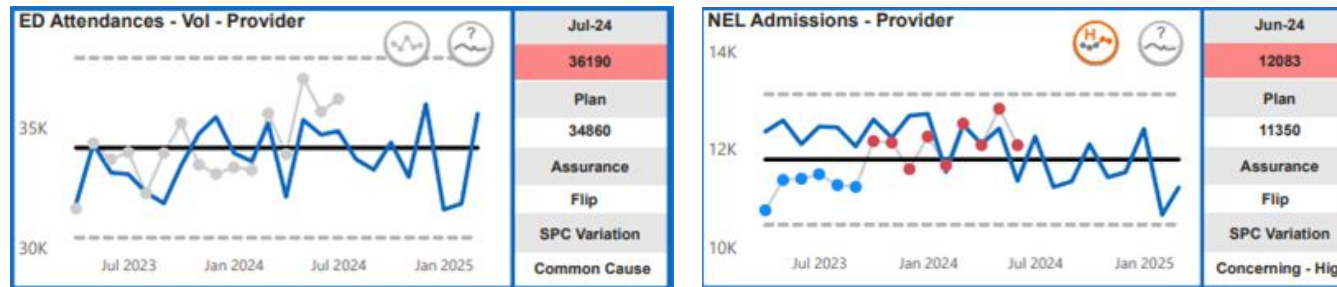 ED Attendances - Vol - Provider
?
35K
30K
Jul 2023
Jan 2024
Jul 2024
Jan 2025
Jul-24
36190
Plan
34860
Assurance
Flip
SPC Variation
Common Cause
NEL Admissions - Provider
H
?
14K
12K
10K
Jul 2023
Jan 2024
Jul 2024
Jan 2025
Jun-24
12083
Plan
11350
Assurance
Flip
SPC Variation
Concerning - Hig